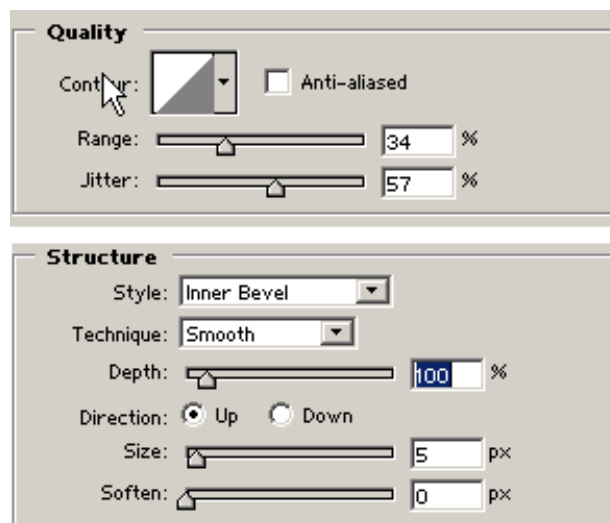 Quality
Contour: Anti-aliased
Range: 34 %
Jitter: 57 %
Structure
Style: Inner Bevel
Technique: Smooth
Depth: 100 %
Direction: Up Down
Size: 5 px
Soften: 0 px